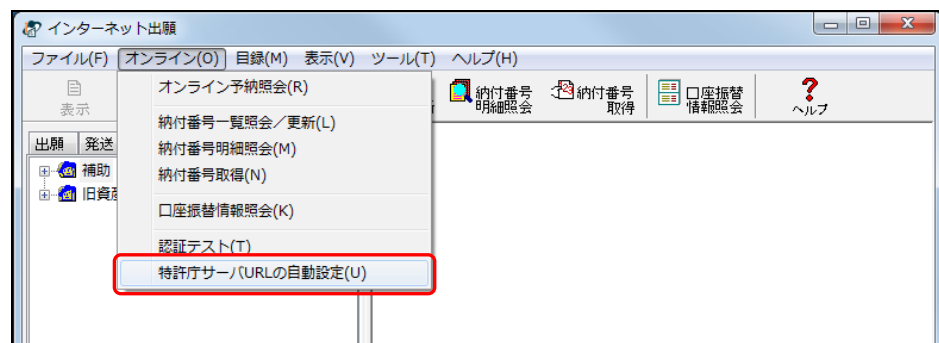 インターネット出願
ファイル(F) オンライン(O) 目録(M) 表示(V) ツール(T) ヘルプ(H)
表示
納付番号
明細照会
納付番号
取得
口座振替
情報照会
ヘルプ
オンライン予納照会(R)
納付番号一覧照会／更新(L)
納付番号明細照会(M)
納付番号取得(N)
口座振替情報照会(K)
認証テスト(T)
特許庁サーバURLの自動設定(U)
出願 発送
補助
旧資産